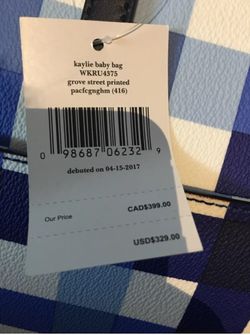 kaylie baby bag
WKRU4375
grove street printed
pacfcgnghm (416)
0 98687 06232 9
debuted on 04-15-2017
Our Price
CAD$399.00
USD$329.00